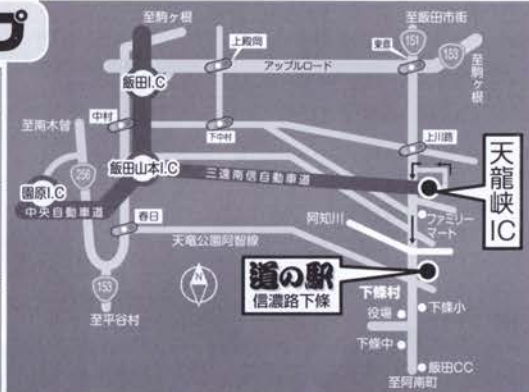 プ
至駒ヶ根
至飯田市街
151
153
至駒ヶ根
上殿岡
東原
アップルロード
飯田I.C
中村
下中村
上川路
至南木曽
256
飯田山本I.C
三遠南信自動車道
天龍峡IC
園原I.C
中央自動車道
春日
天竜公園阿智線
阿知川
ファミリー
マート
153
至平谷村
N
道の駅
信濃路下條
下條村
役場
下條小
下條中
飯田CC
至阿南町